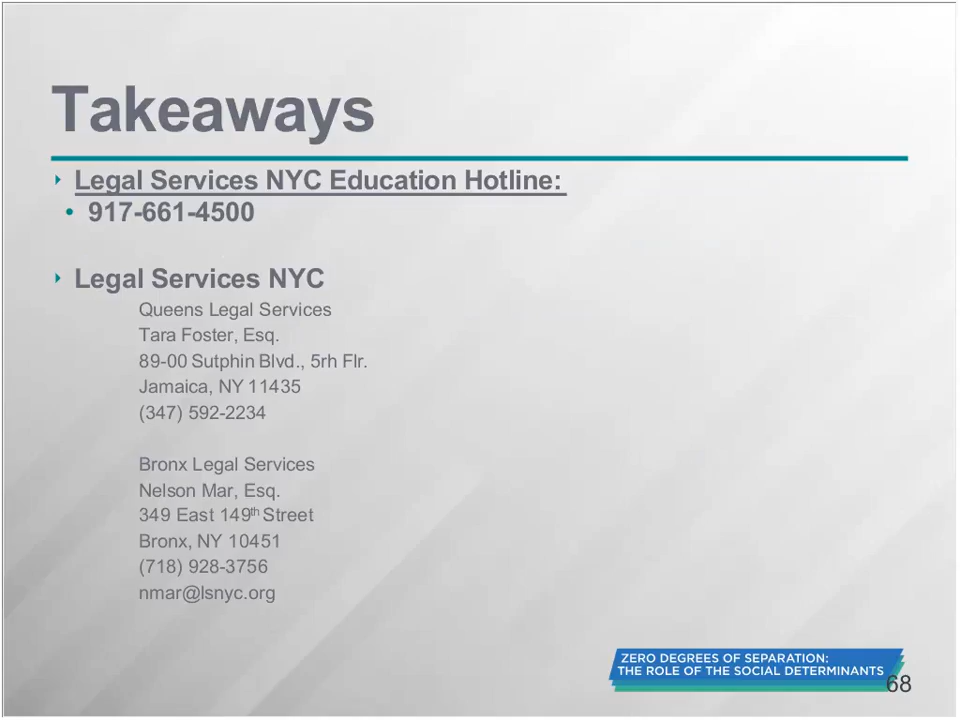 Takeaways
Legal Services NYC Education Hotline:
• 917-661-4500
Legal Services NYC
Queens Legal Services
Tara Foster, Esq.
89-00 Sutphin Blvd., 5rh Flr.
Jamaica, NY 11435
(347) 592-2234
Bronx Legal Services
Nelson Mar, Esq.
349 East 149th Street
Bronx, NY 10451
(718) 928-3756
nmar@lsnyc.org
ZERO DEGREES OF SEPARATION:
THE ROLE OF THE SOCIAL DETERMINANTS
68